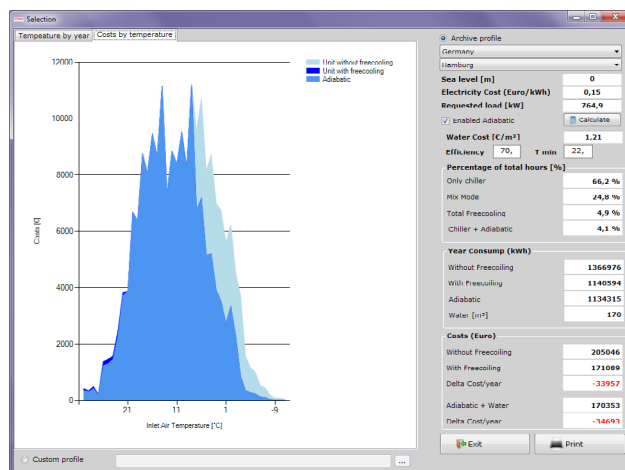 Selection
Tempeature by year
Costs by temperature
Unit without freecooling
Unit with freecooling
Adiabatic
12000
10000
8000
6000
4000
2000
0
Costs [€]
21
11
1
-9
Inlet Air Temperature [°C]
Custom profile
...
Archive profile
Germany
Hamburg
Sea level [m] 0
Electricity Cost (Euro/kWh) 0,15
Requested load [kW] 764,9
Enabled Adiabatic Calculate
Water Cost [€/m³] 1,21
Efficiency 70, T min 22,
Percentage of total hours [%]
Only chiller 66,2 %
Mix Mode 24,8 %
Total Freecooling 4,9 %
Chiller + Adiabatic 4,1 %
Year Consump (kWh)
Without Freecoiling 1366976
With Freecoiling 1140594
Adiabatic 1134315
Water [m³] 170
Costs (Euro)
Without Freecoiling 205046
With Freecoiling 171089
Delta Cost/year -33957
Adiabatic + Water 170353
Delta Cost/year -34693
Exit Print